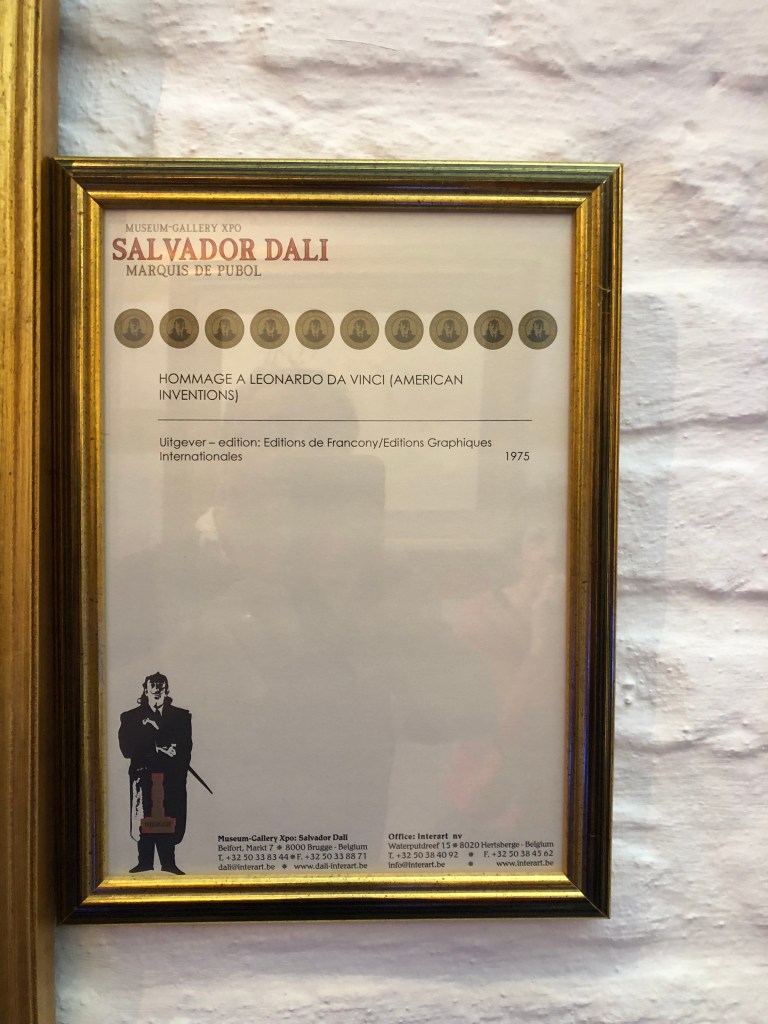 MUSEUM-GALLERY XPO
SALVADOR DALI
MARQUIS DE PUBOL
HOMMAGE A LEONARDO DA VINCI (AMERICAN
INVENTIONS)
Uitgever – edition: Editions de Francony/Editions Graphiques
Internationales 1975
Museum-Gallery Xpo: Salvador Dali
Belfort, Markt 7 ✵ 8000 Brugge - Belgium
T. +32 50 33 83 44 ✵ F. +32 50 33 88 71
dali@interart.be ✵ www.dali-interart.be
Office: Interart nv
Waterputdreef 15 ✵ 8020 Hertsberge - Belgium
T. +32 50 38 40 92 ✵ F. +32 50 38 45 62
info@interart.be ✵ www.interart.be